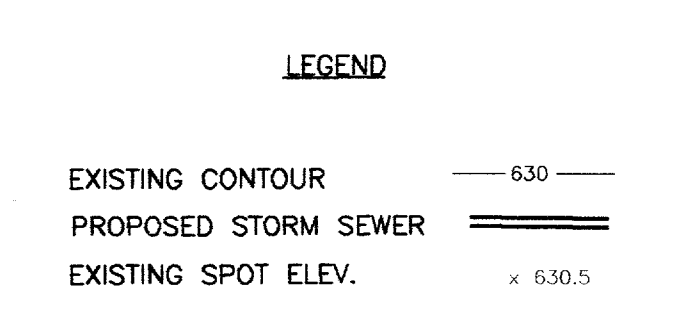 LEGEND
EXISTING CONTOUR 630
PROPOSED STORM SEWER
EXISTING SPOT ELEV. x 630.5